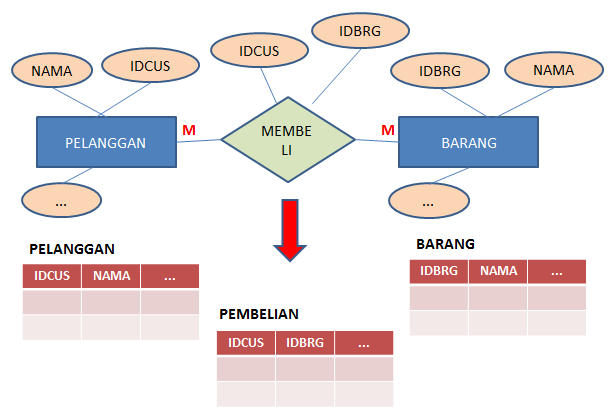 IDBRG
IDCUS
NAMA
IDCUS
IDBRG
NAMA
PELANGGAN
M
MEMBE
LI
M
BARANG
...
...
PELANGGAN
IDCUS NAMA ...
BARANG
IDBRG NAMA ...
PEMBELIAN
IDCUS IDBRG ...